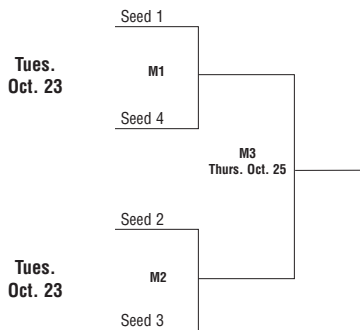 Seed 1
Tues.
Oct. 23
M1
Seed 4
M3
Thurs. Oct. 25
Seed 2
Tues.
Oct. 23
M2
Seed 3